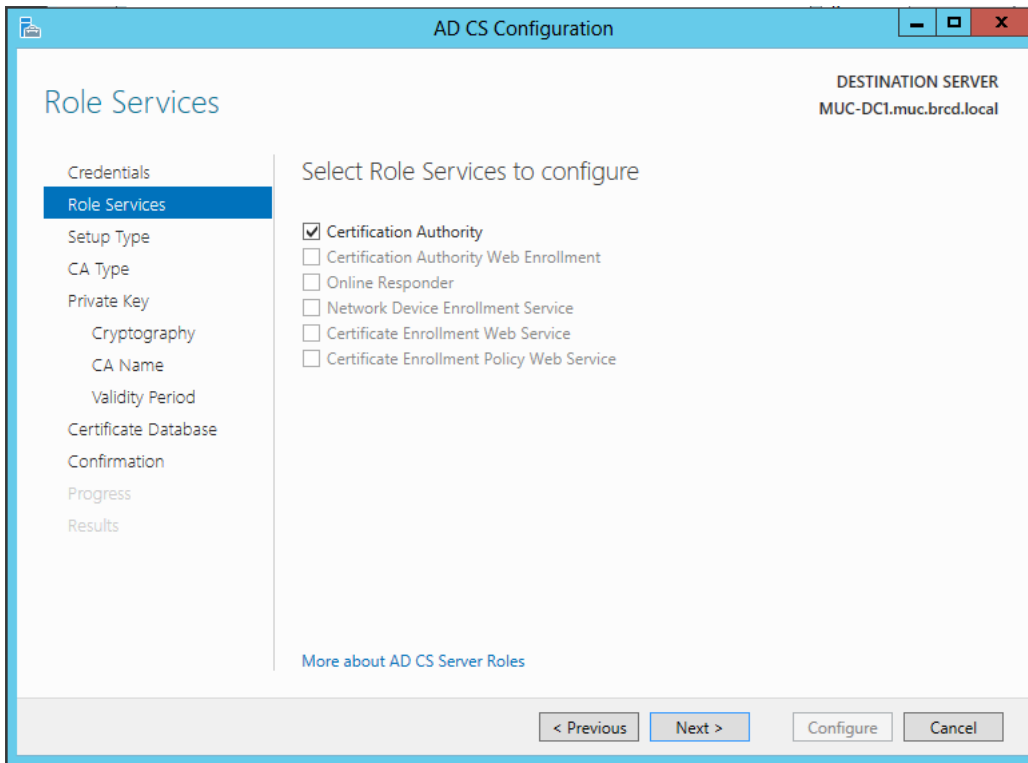 AD CS Configuration
Role Services
DESTINATION SERVER
MUC-DC1.muc.brcd.local
Credentials
Role Services
Setup Type
CA Type
Private Key
Cryptography
CA Name
Validity Period
Certificate Database
Confirmation
Progress
Results
Select Role Services to configure
Certification Authority
Certification Authority Web Enrollment
Online Responder
Network Device Enrollment Service
Certificate Enrollment Web Service
Certificate Enrollment Policy Web Service
More about AD CS Server Roles
< Previous
Next >
Configure
Cancel